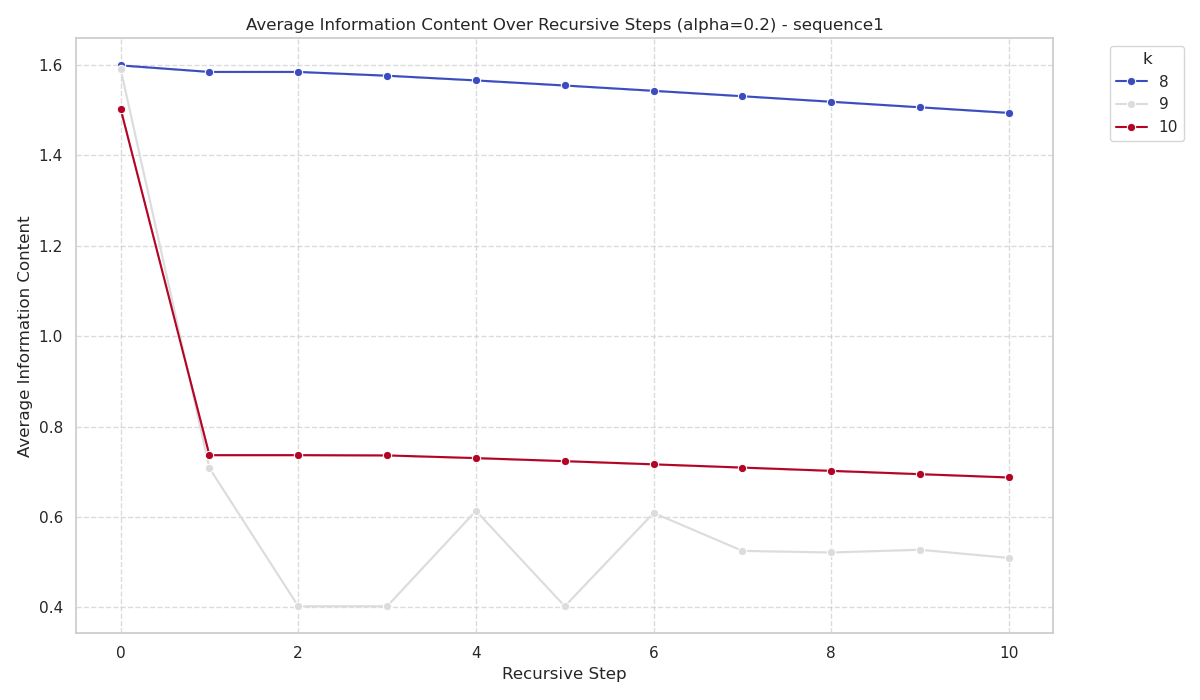 Average Information Content Over Recursive Steps (alpha=0.2) - sequence1
k
8
9
10
Average Information Content
1.6
1.4
1.2
1.0
0.8
0.6
0.4
0 2 4 6 8 10
Recursive Step